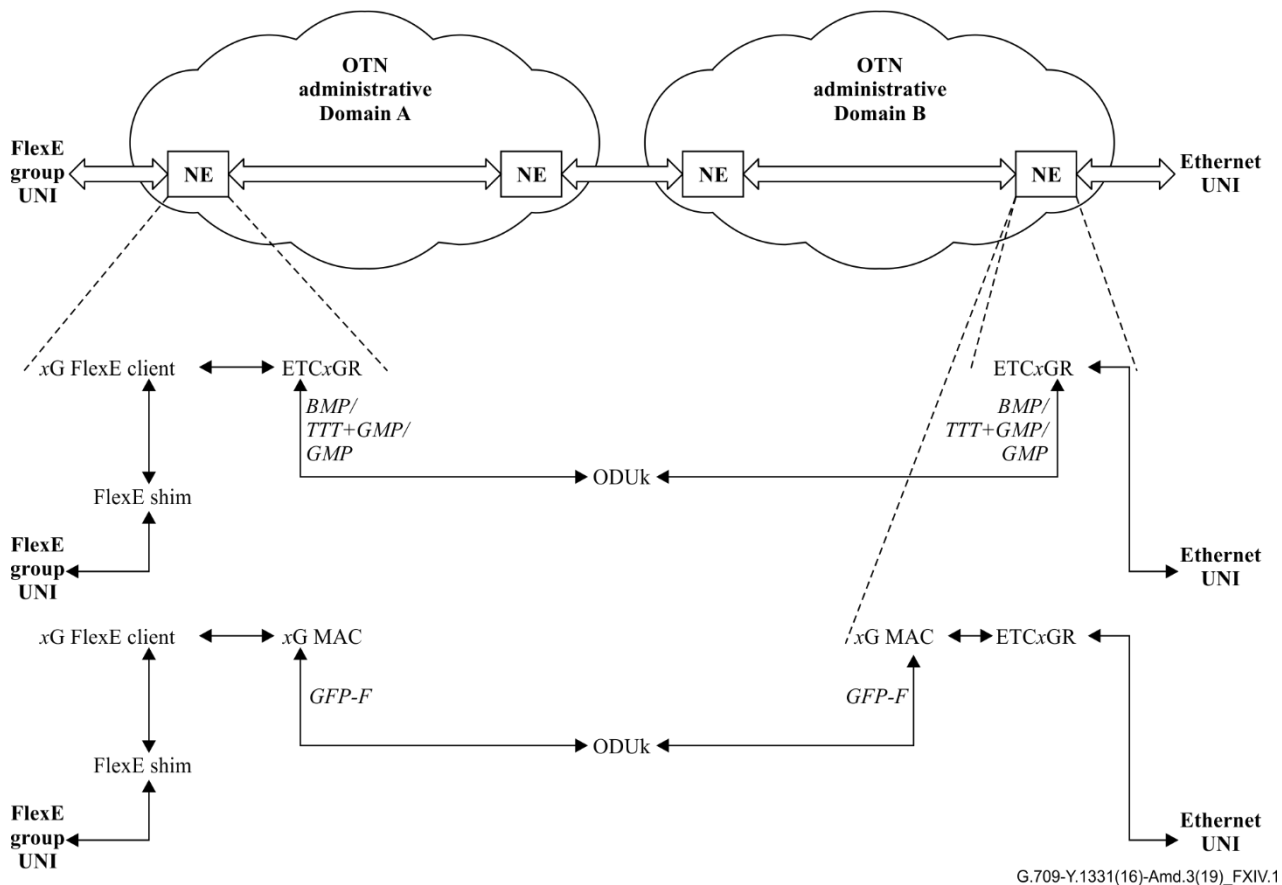 OTN
administrative
Domain A
OTN
administrative
Domain B
FlexE
group
UNI
NE
NE
NE
NE
Ethernet
UNI
xG FlexE client
ETCxGR
ETCxGR
BMP/
TTT+GMP/
GMP
BMP/
TTT+GMP/
GMP
ODUk
FlexE shim
FlexE
group
UNI
Ethernet
UNI
xG FlexE client
xG MAC
xG MAC
ETCxGR
GFP-F
GFP-F
ODUk
FlexE shim
FlexE
group
UNI
Ethernet
UNI
G.709-Y.1331(16)-Amd.3(19)_FXIV.1